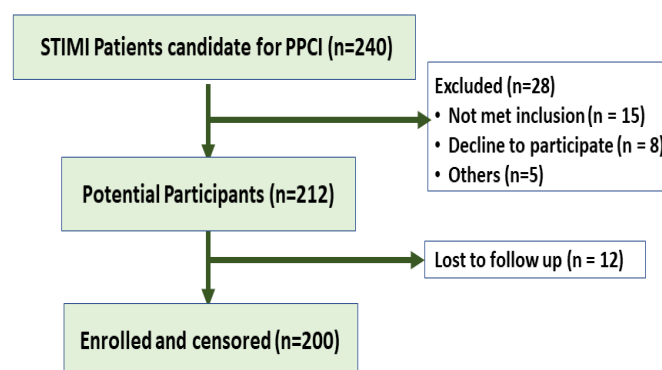 STIMI Patients candidate for PPCI (n=240)
Excluded (n=28)
• Not met inclusion (n = 15)
• Decline to participate (n = 8)
• Others (n=5)
Potential Participants (n=212)
Lost to follow up (n = 12)
Enrolled and censored (n=200)